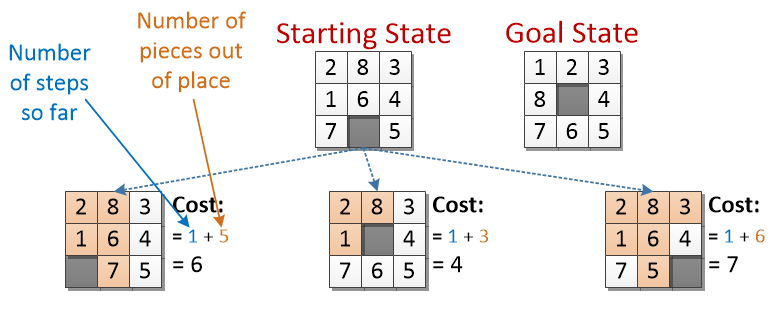 Number
of steps
so far
Number of
pieces out
of place
Starting State
2 8 3
1 6 4
7 5
Goal State
1 2 3
8 4
7 6 5
2 8 3
1 6 4
7 5
Cost:
= 1 + 5
= 6
2 8 3
1 4
7 6 5
Cost:
= 1 + 3
= 4
2 8 3
1 6 4
7 5
Cost:
= 1 + 6
= 7